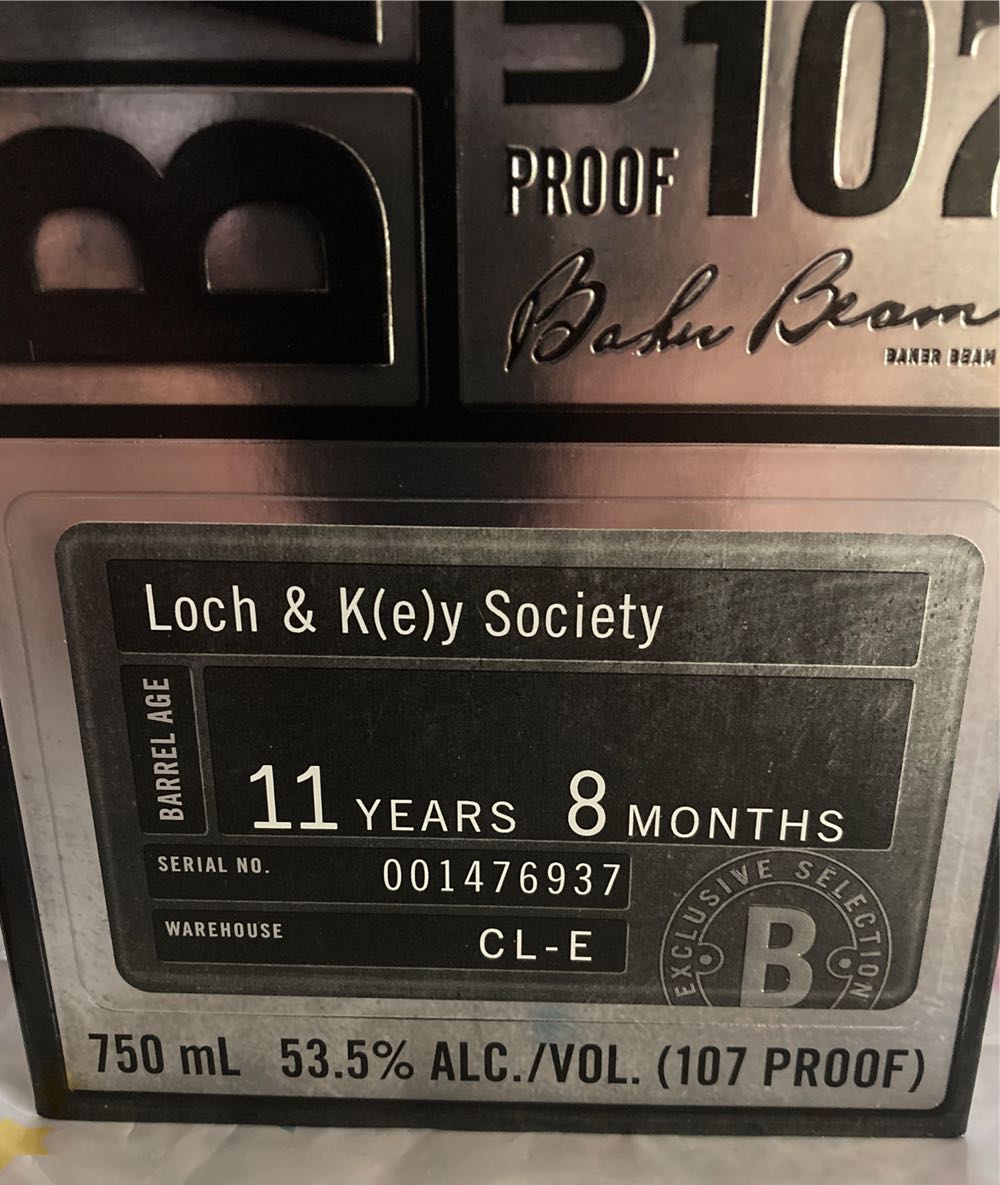 B
PROOF 107
Baker Beam
BAKER BEAM
Loch & K(e)y Society
BARREL AGE
11 YEARS 8 MONTHS
SERIAL NO. 001476937
WAREHOUSE CL-E
EXCLUSIVE SELECTION
B
750 mL 53.5% ALC./VOL. (107 PROOF)